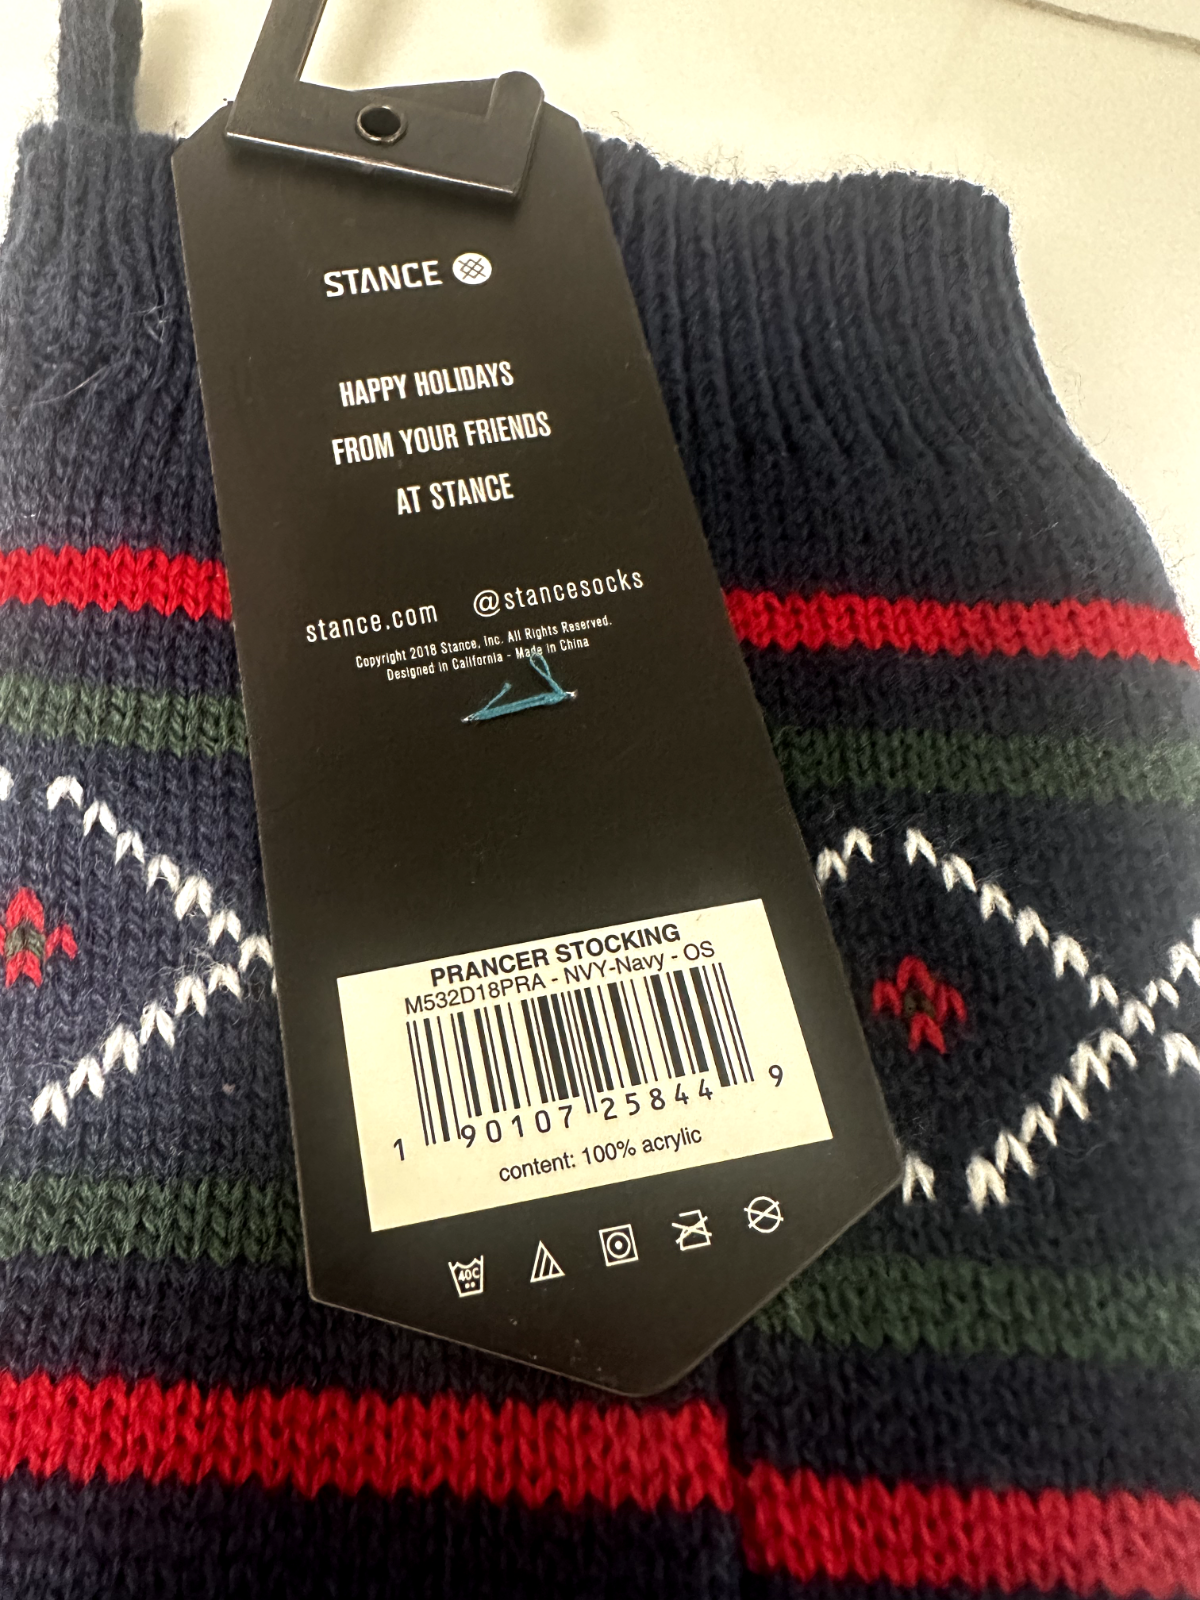 STANCE
HAPPY HOLIDAYS
FROM YOUR FRIENDS
AT STANCE
stance.com @stancesocks
Copyright 2018 Stance, Inc. All Rights Reserved.
Designed in California - Made in China
PRANCER STOCKING
M532D18PRA - NVY-Navy - OS
1 90107 25844 9
content: 100% acrylic
40C